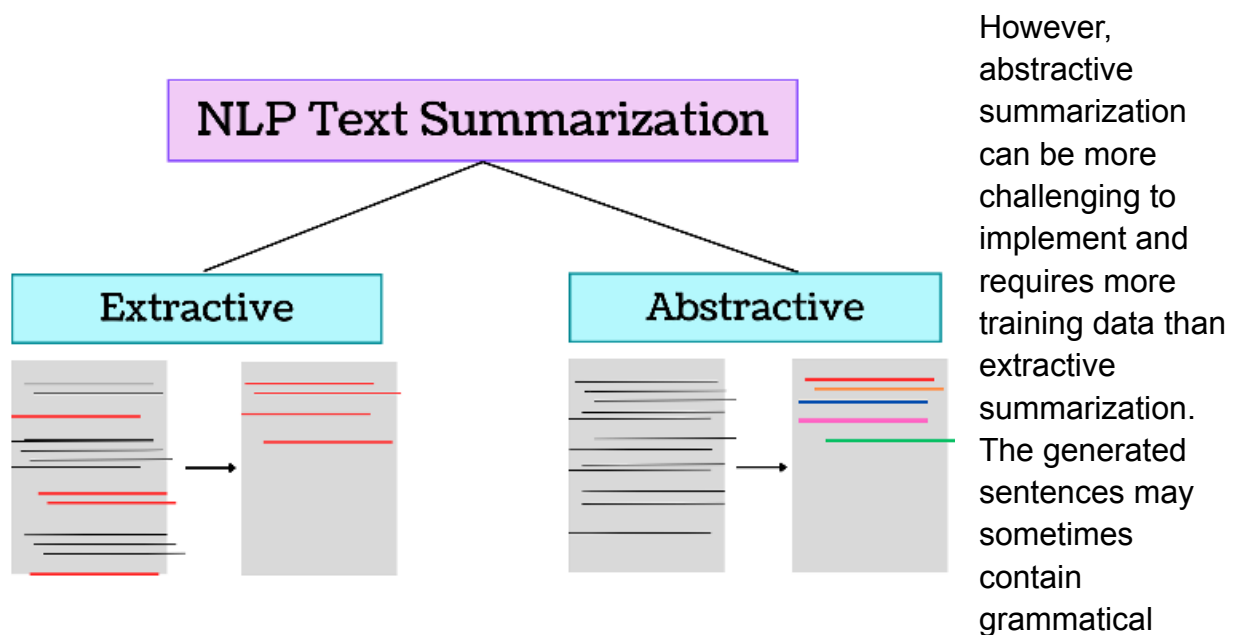 NLP Text Summarization
Extractive
Abstractive
However,
abstractive
summarization
can be more
challenging to
implement and
requires more
training data than
extractive
summarization.
The generated
sentences may
sometimes
contain
grammatical